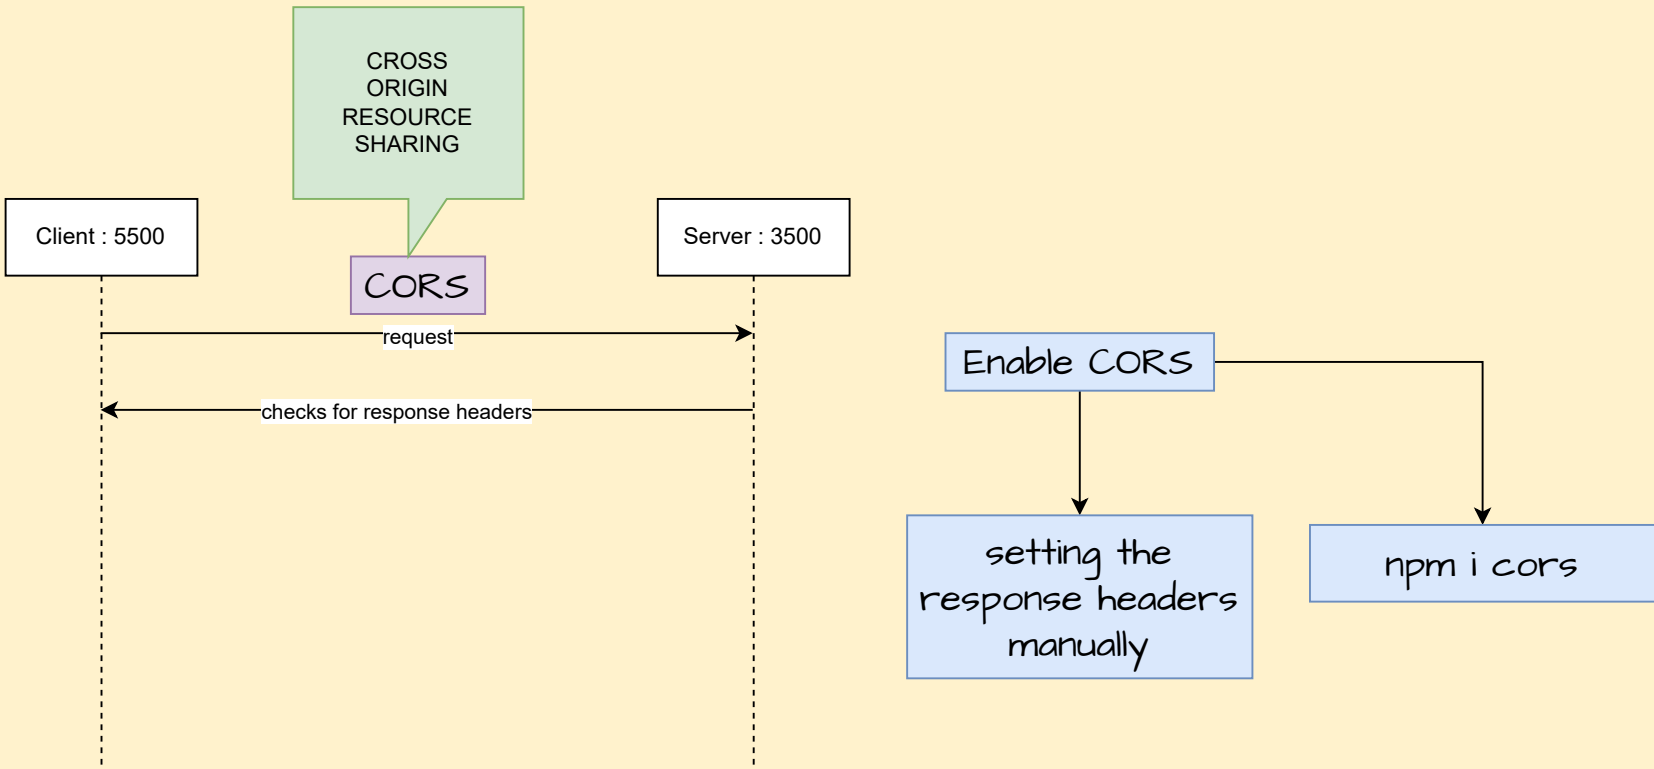 CROSS
ORIGIN
RESOURCE
SHARING
Client : 5500
Server : 3500
CORS
request
checks for response headers
Enable CORS
setting the
response headers
manually
npm i cors